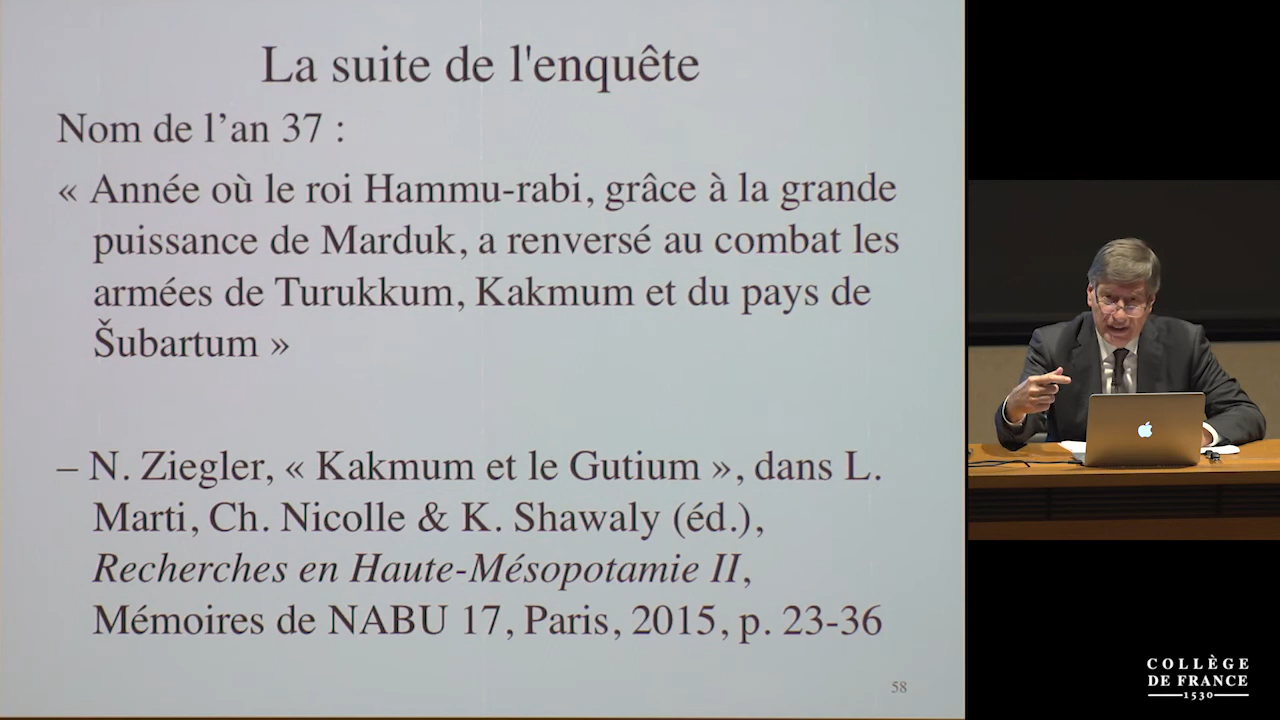 La suite de l'enquête
Nom de l'an 37 :
« Année où le roi Hammu-rabi, grâce à la grande
puissance de Marduk, a renversé au combat les
armées de Turukkum, Kakmum et du pays de
Šubartum »
– N. Ziegler, « Kakmum et le Gutium », dans L.
Marti, Ch. Nicolle & K. Shawaly (éd.),
Recherches en Haute-Mésopotamie II,
Mémoires de NABU 17, Paris, 2015, p. 23-36
58
COLLÈGE
DE FRANCE
1530